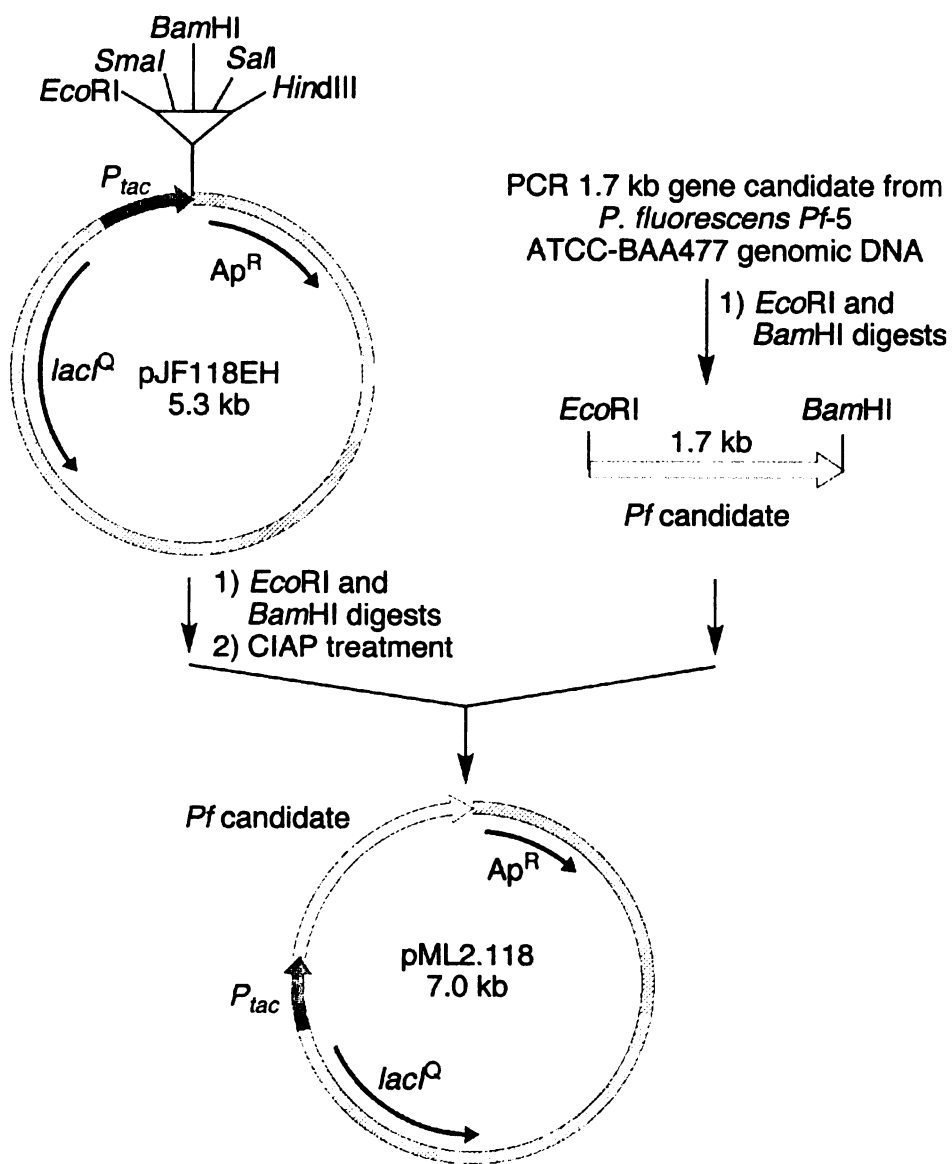 BamHI
SmaI
SalI
EcoRI
HindIII
Ptac
ApR
lacIQ
pJF118EH
5.3 kb
PCR 1.7 kb gene candidate from
P. fluorescens Pf-5
ATCC-BAA477 genomic DNA
1) EcoRI and
BamHI digests
EcoRI
BamHI
1.7 kb
Pf candidate
1) EcoRI and
BamHI digests
2) CIAP treatment
Pf candidate
ApR
pML2.118
7.0 kb
Ptac
lacIQ